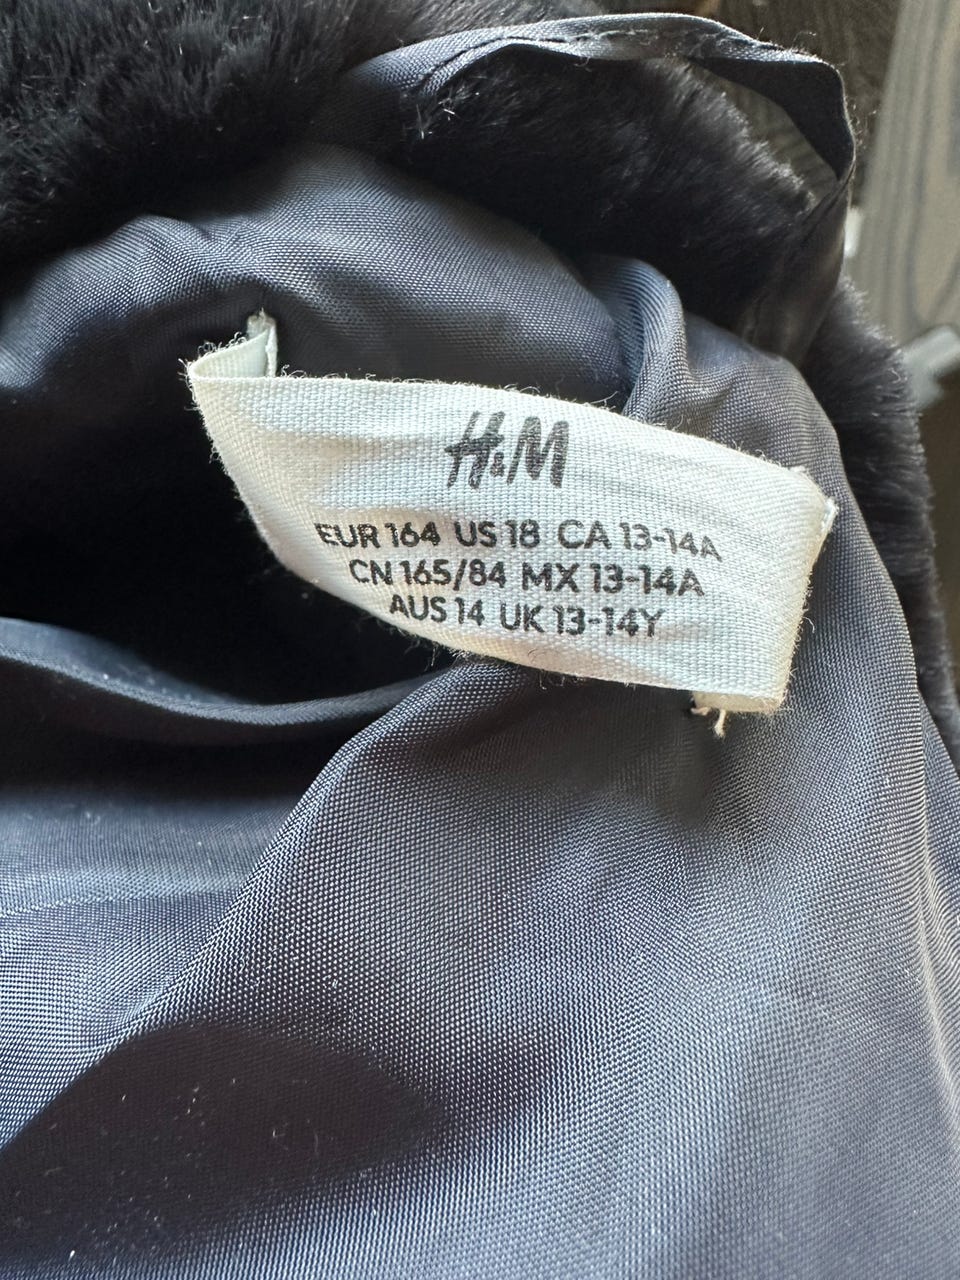 H&M
EUR 164 US 18 CA 13-14A
CN 165/84 MX 13-14A
AUS 14 UK 13-14Y